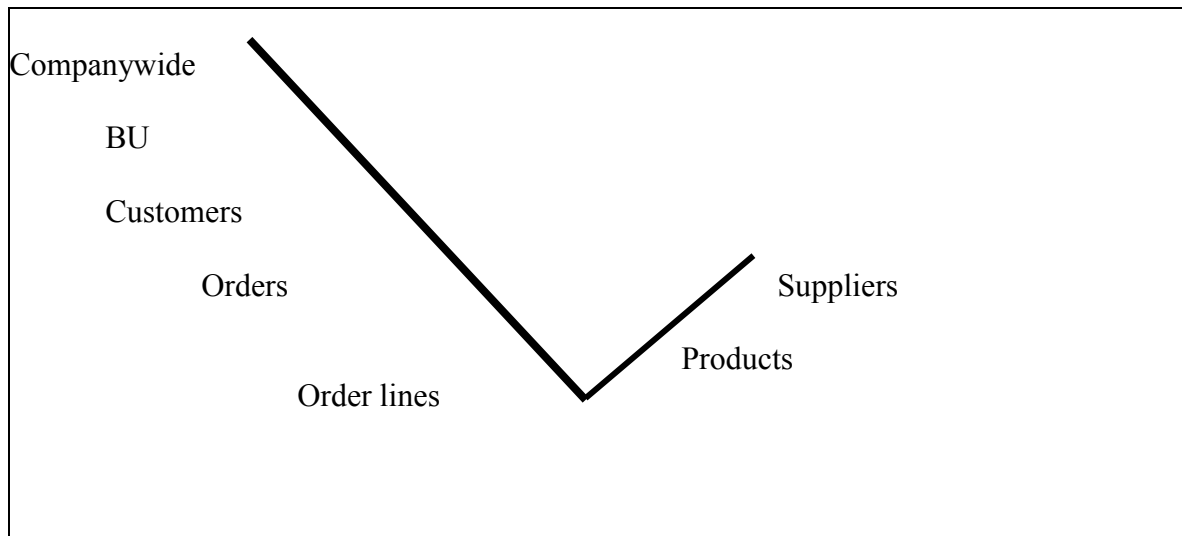 Companywide
BU
Customers
Orders
Suppliers
Products
Order lines